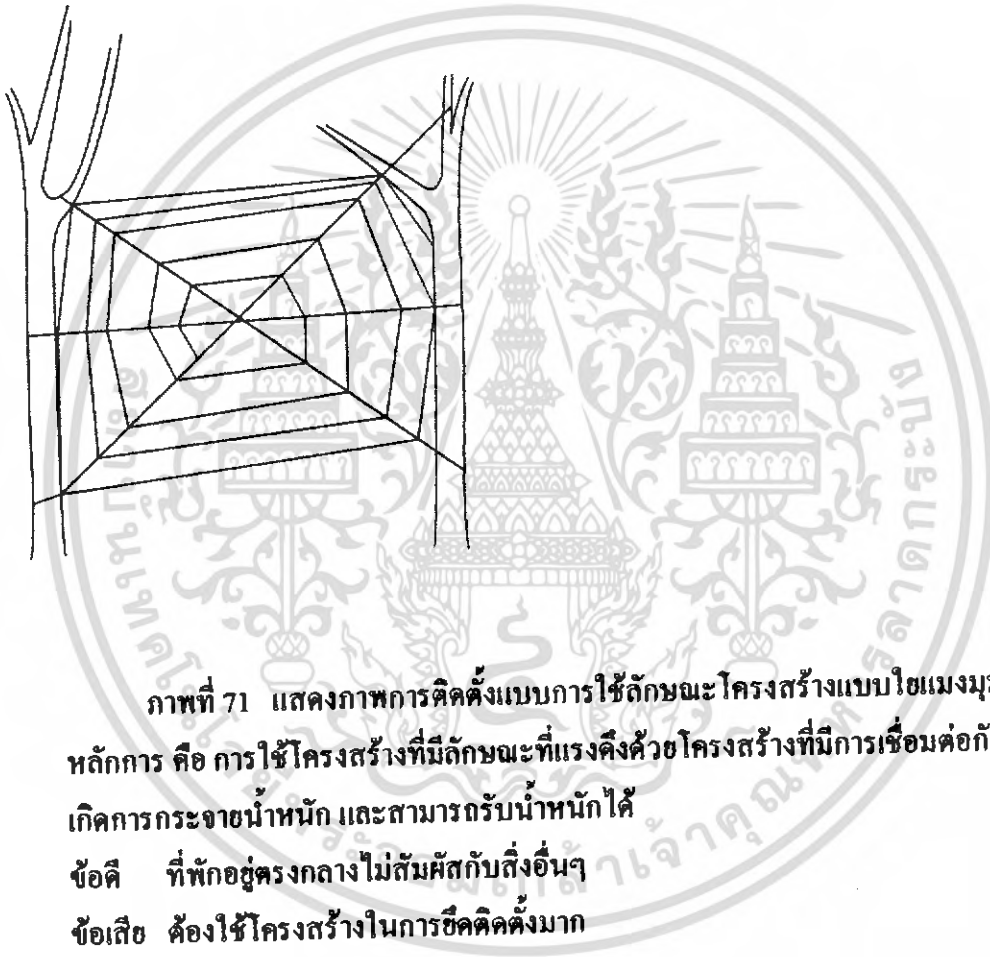 ภาพที่ 71 แสดงภาพการติดตั้งแบบการใช้ลักษณะโครงสร้างแบบใยแมงมุม
หลักการ คือ การใช้โครงสร้างที่มีลักษณะที่แรงดึงด้วยโครงสร้างที่มีการเชื่อมต่อกัน
เกิดการกระจายน้ำหนัก และสามารถรับน้ำหนักได้
ข้อดี ที่พักอยู่ตรงกลางไม่สัมผัสกับสิ่งอื่นๆ
ข้อเสีย ต้องใช้โครงสร้างในการยึดติดตั้งมาก